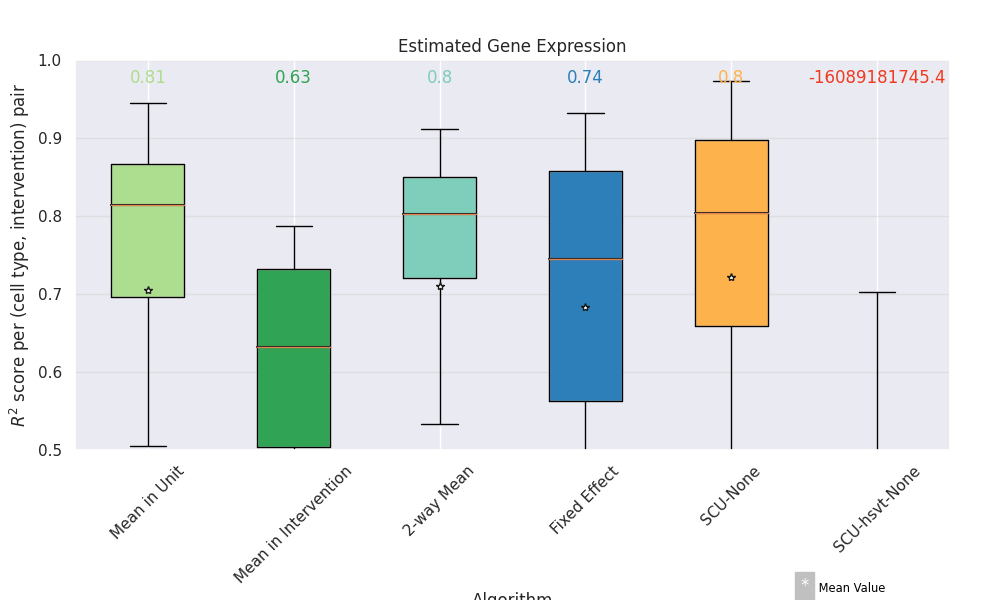 Estimated Gene Expression
1.0
0.81
0.63
0.8
0.74
0.8
-16089181745.4
0.9
0.8
0.7
0.6
0.5
R² score per (cell type, intervention) pair
Mean in Unit
Mean in Intervention
2-way Mean
Fixed Effect
SCU-None
SCU-hsvt-None
Algorithm
* Mean Value